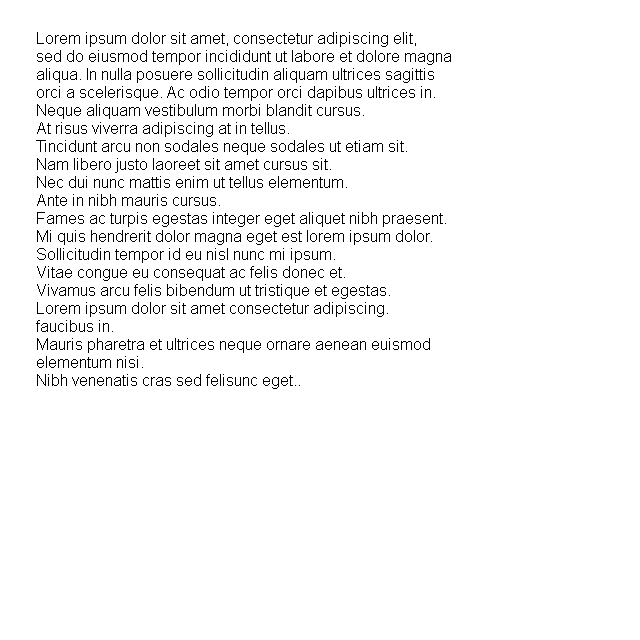 Lorem ipsum dolor sit amet, consectetur adipiscing elit,
sed do eiusmod tempor incididunt ut labore et dolore magna
aliqua. In nulla posuere sollicitudin aliquam ultrices sagittis
orci a scelerisque. Ac odio tempor orci dapibus ultrices in.
Neque aliquam vestibulum morbi blandit cursus.
At risus viverra adipiscing at in tellus.
Tincidunt arcu non sodales neque sodales ut etiam sit.
Nam libero justo laoreet sit amet cursus sit.
Nec dui nunc mattis enim ut tellus elementum.
Ante in nibh mauris cursus.
Fames ac turpis egestas integer eget aliquet nibh praesent.
Mi quis hendrerit dolor magna eget est lorem ipsum dolor.
Sollicitudin tempor id eu nisl nunc mi ipsum.
Vitae congue eu consequat ac felis donec et.
Vivamus arcu felis bibendum ut tristique et egestas.
Lorem ipsum dolor sit amet consectetur adipiscing.
faucibus in.
Mauris pharetra et ultrices neque ornare aenean euismod
elementum nisi.
Nibh venenatis cras sed felisunc eget..